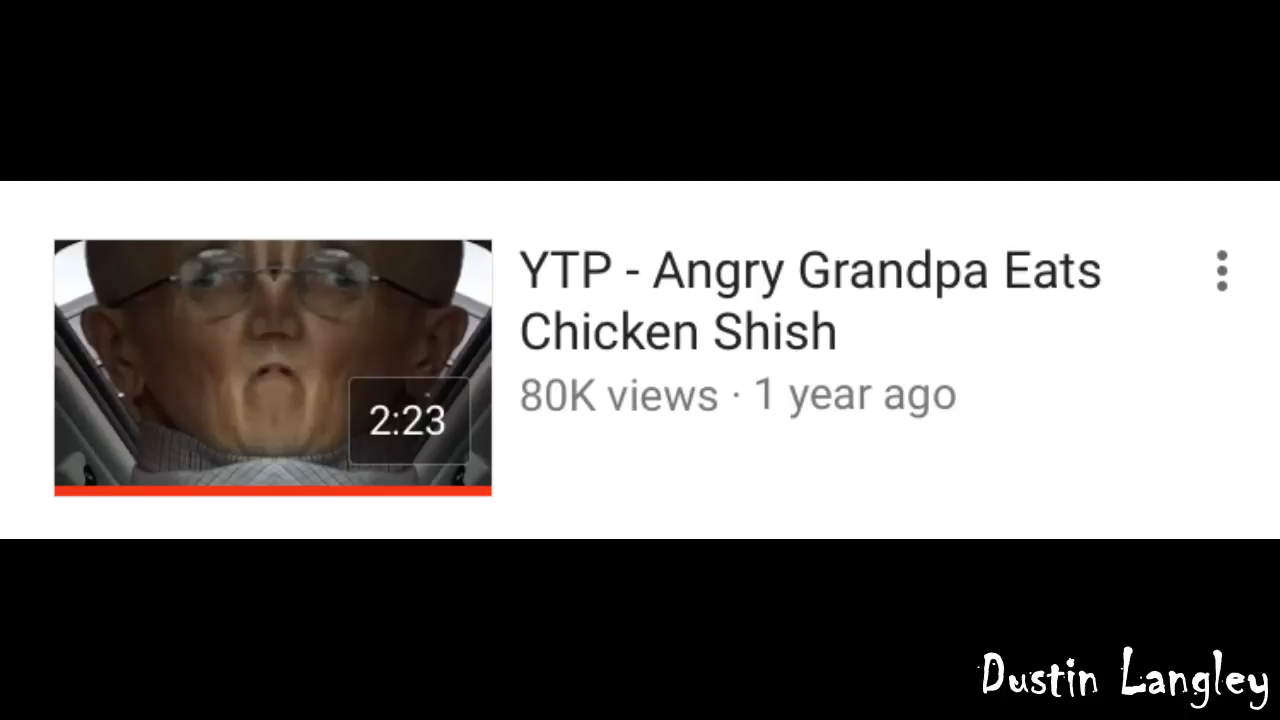 YTP - Angry Grandpa Eats
Chicken Shish
80K views · 1 year ago
2:23
Dustin Langley